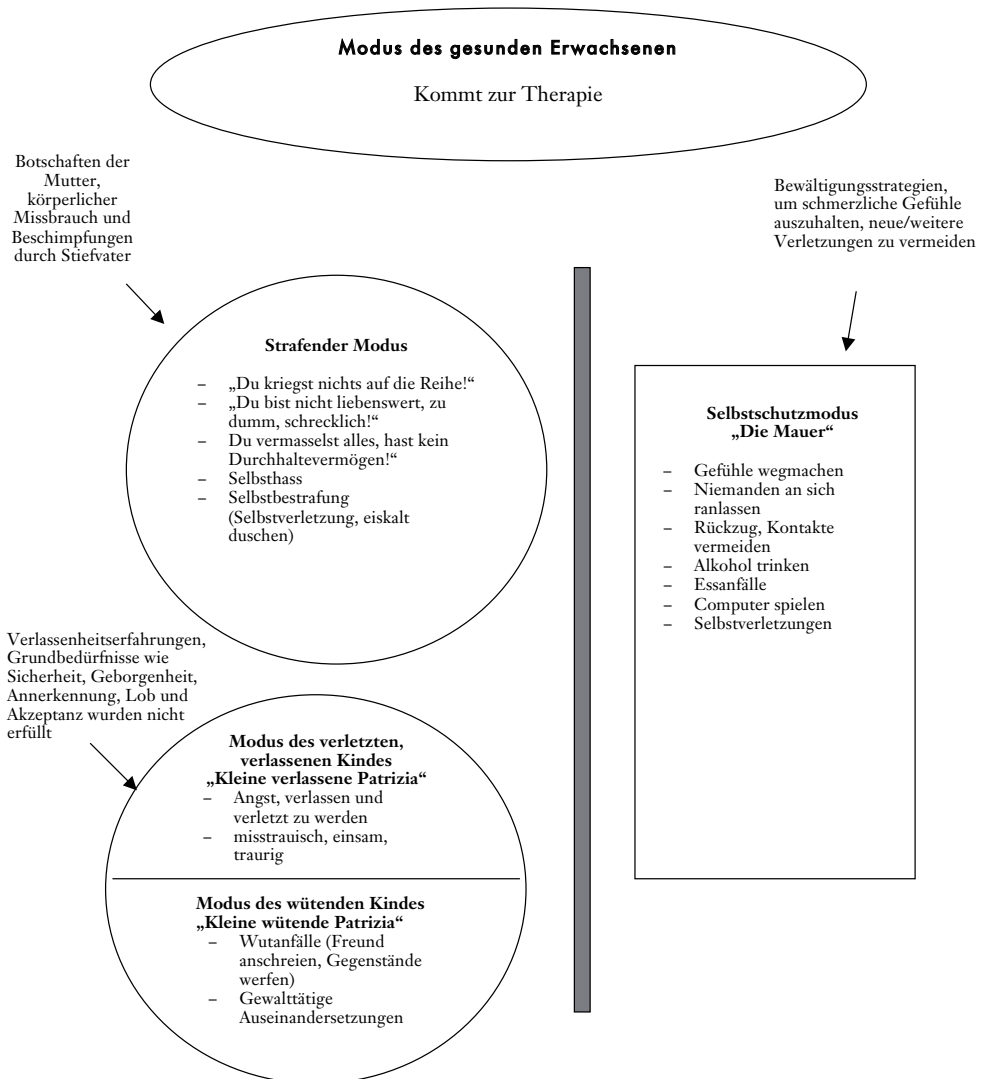 Modus des gesunden Erwachsenen
Kommt zur Therapie
Botschaften der
Mutter,
körperlicher
Missbrauch und
Beschimpfungen
durch Stiefvater
Bewältigungsstrategien,
um schmerzliche Gefühle
auszuhalten, neue/weitere
Verletzungen zu vermeiden
Strafender Modus
– „Du kriegst nichts auf die Reihe!“
– „Du bist nicht liebenswert, zu
dumm, schrecklich!“
– Du vermasselst alles, hast kein
Durchhaltevermögen!“
– Selbsthass
– Selbstbestrafung
(Selbstverletzung, eiskalt
duschen)
Selbstschutzmodus
„Die Mauer“
– Gefühle wegmachen
– Niemanden an sich
ranlassen
– Rückzug, Kontakte
vermeiden
– Alkohol trinken
– Essanfälle
– Computer spielen
– Selbstverletzungen
Verlassenheitserfahrungen,
Grundbedürfnisse wie
Sicherheit, Geborgenheit,
Annerkennung, Lob und
Akzeptanz wurden nicht
erfüllt
Modus des verletzten,
verlassenen Kindes
„Kleine verlassene Patrizia“
– Angst, verlassen und
verletzt zu werden
– misstrauisch, einsam,
traurig
Modus des wütenden Kindes
„Kleine wütende Patrizia“
– Wutanfälle (Freund
anschreien, Gegenstände
werfen)
– Gewalttätige
Auseinandersetzungen